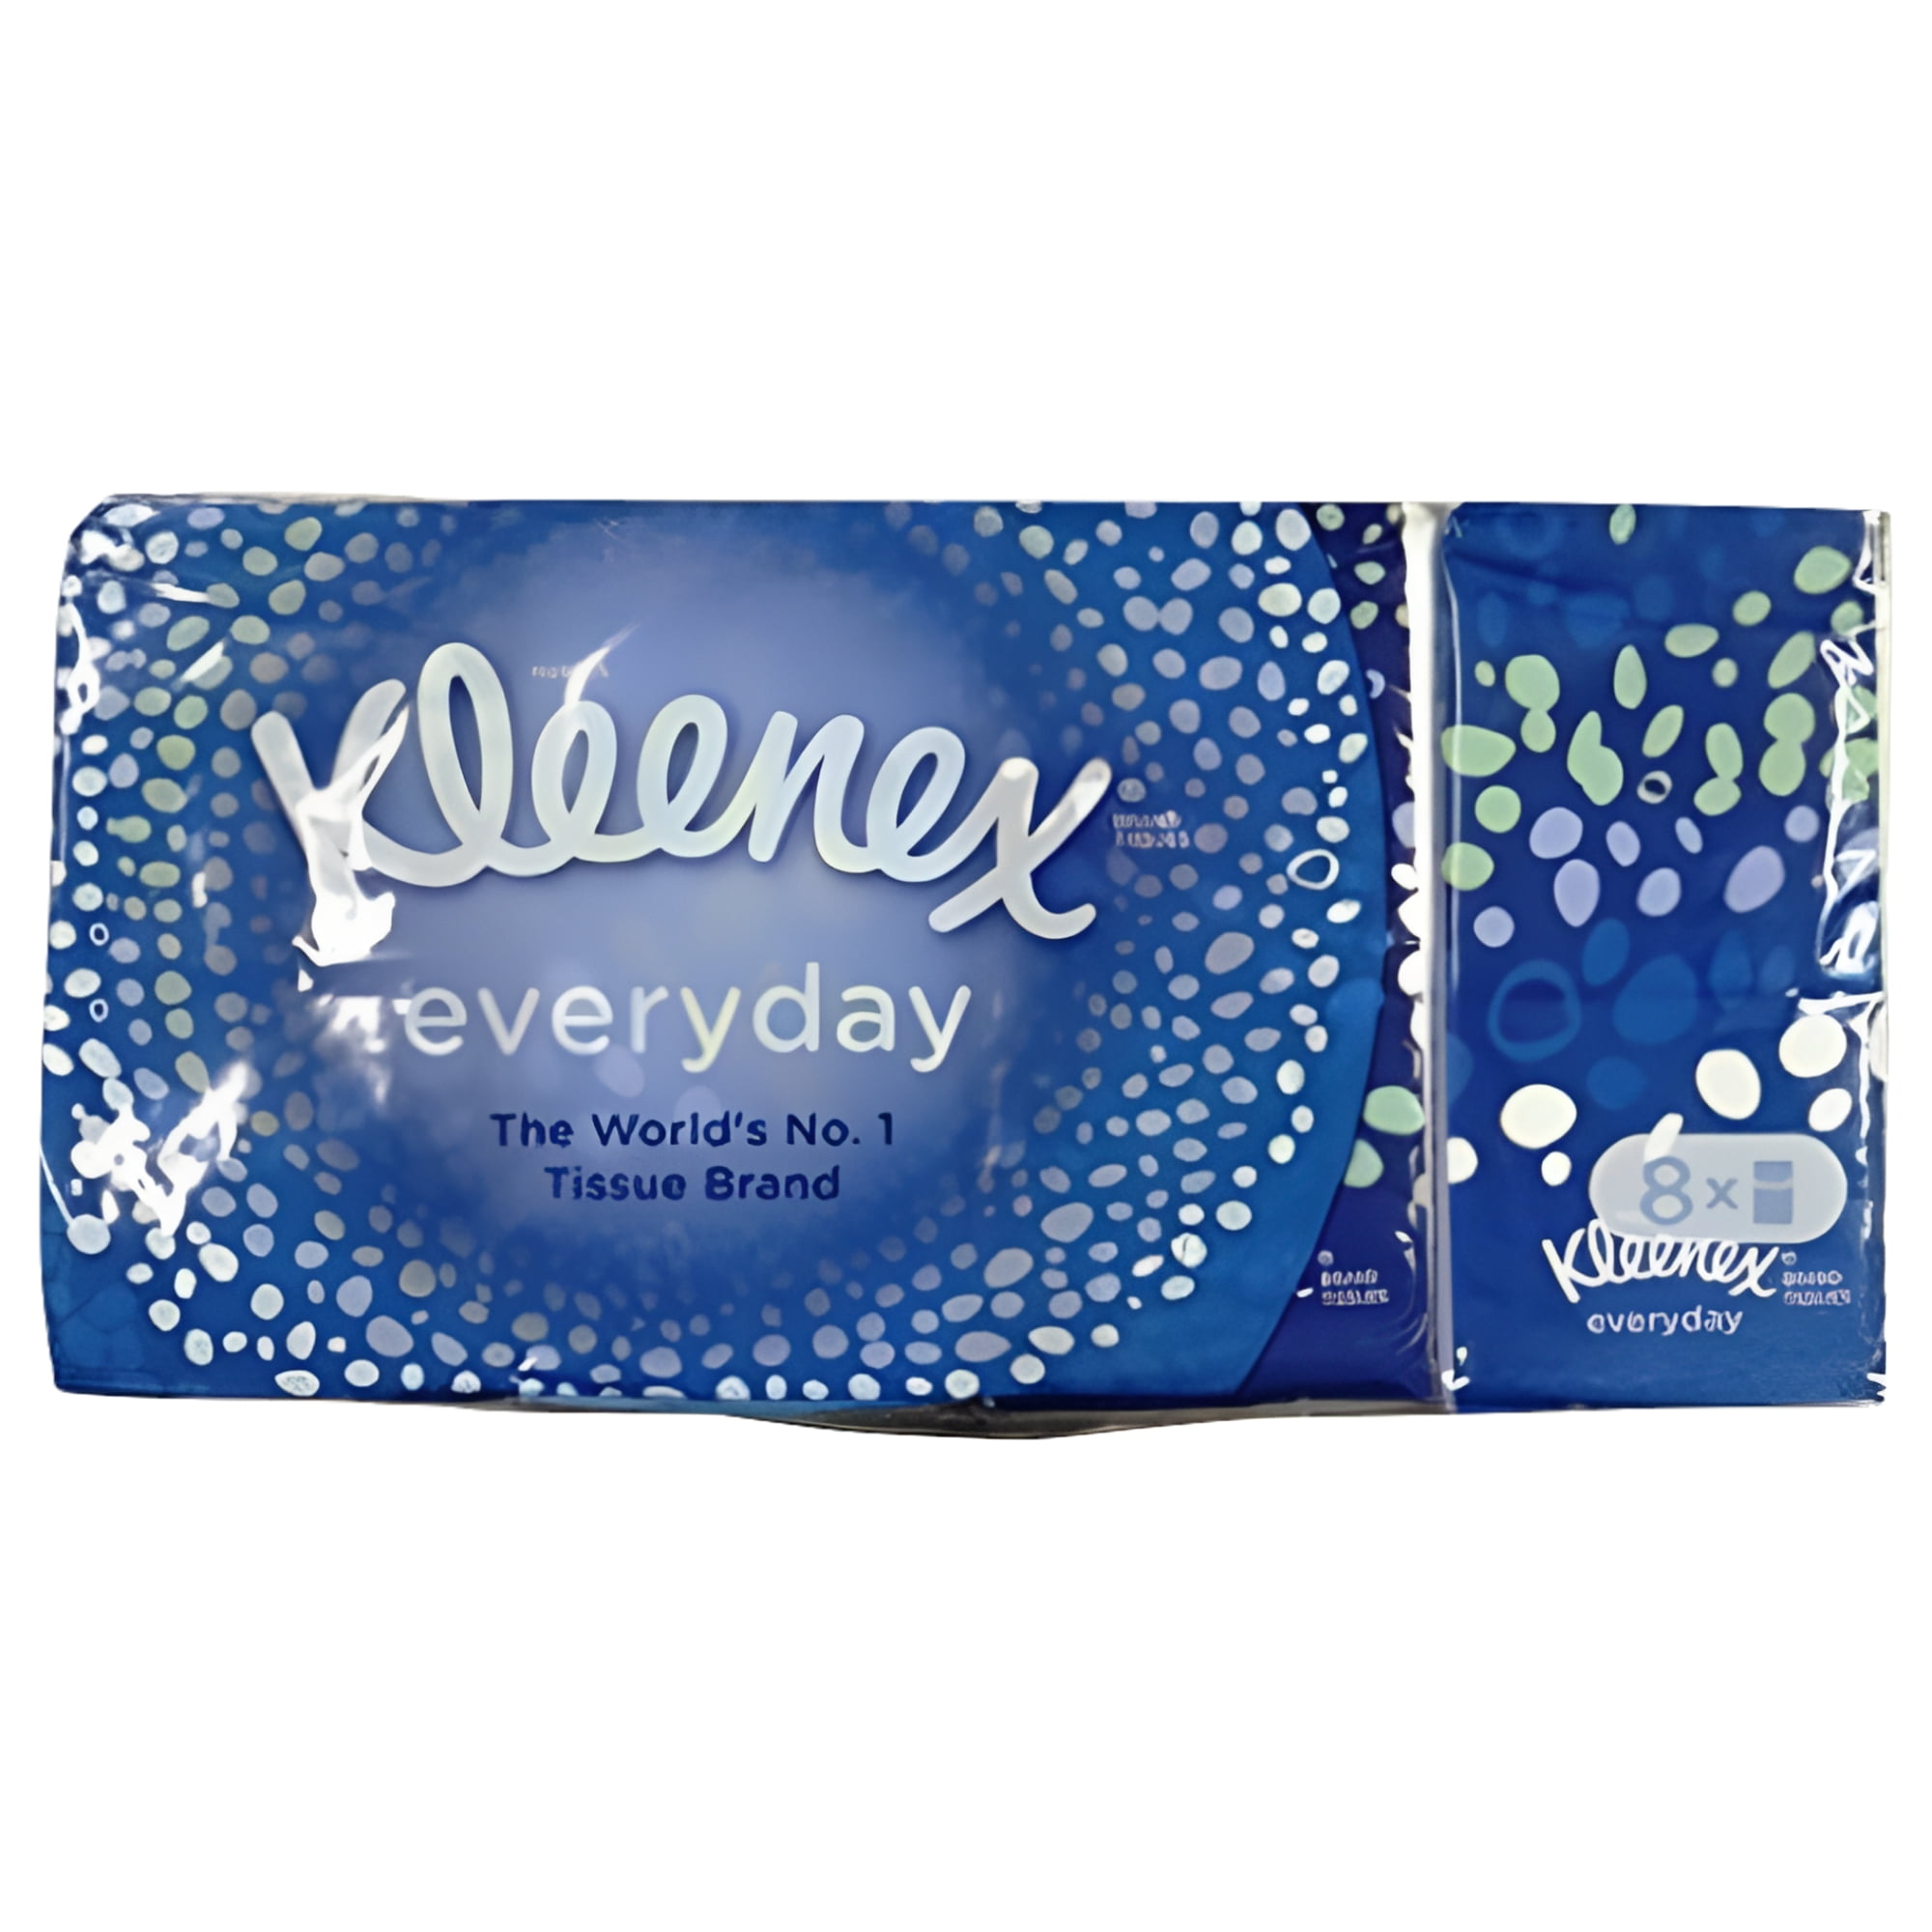 Kleenex
everyday
The World's No. 1
Tissue Brand
8x
Kleenex
everyday